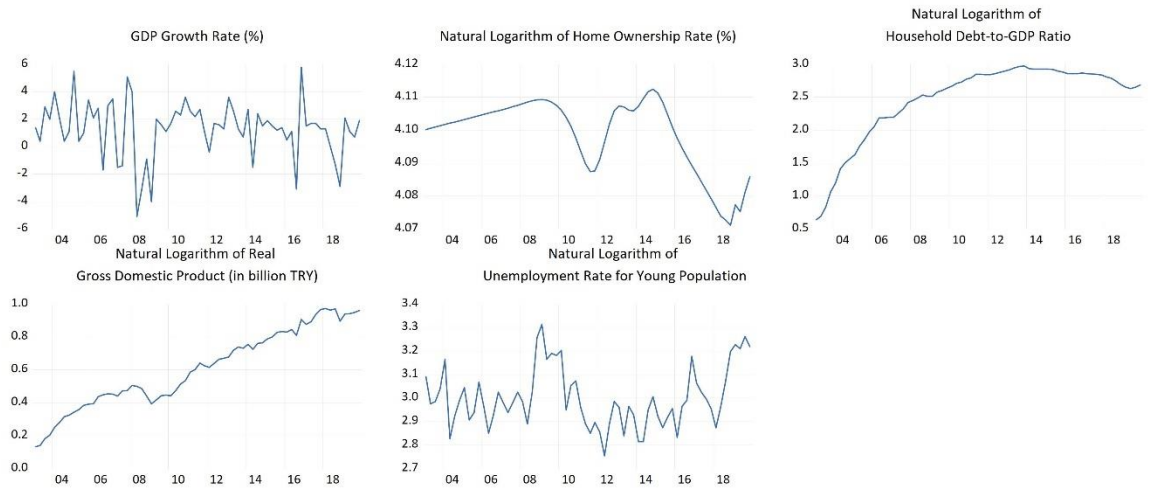 GDP Growth Rate (%)
6
4
2
0
-2
-4
-6
04 06 08 10 12 14 16 18
Natural Logarithm of Home Ownership Rate (%)
4.12
4.11
4.10
4.09
4.08
4.07
04 06 08 10 12 14 16 18
Natural Logarithm of
Household Debt-to-GDP Ratio
3.0
2.5
2.0
1.5
1.0
0.5
04 06 08 10 12 14 16 18
Natural Logarithm of Real
Gross Domestic Product (in billion TRY)
1.0
0.8
0.6
0.4
0.2
0.0
04 06 08 10 12 14 16 18
Natural Logarithm of
Unemployment Rate for Young Population
3.4
3.3
3.2
3.1
3.0
2.9
2.8
2.7
04 06 08 10 12 14 16 18